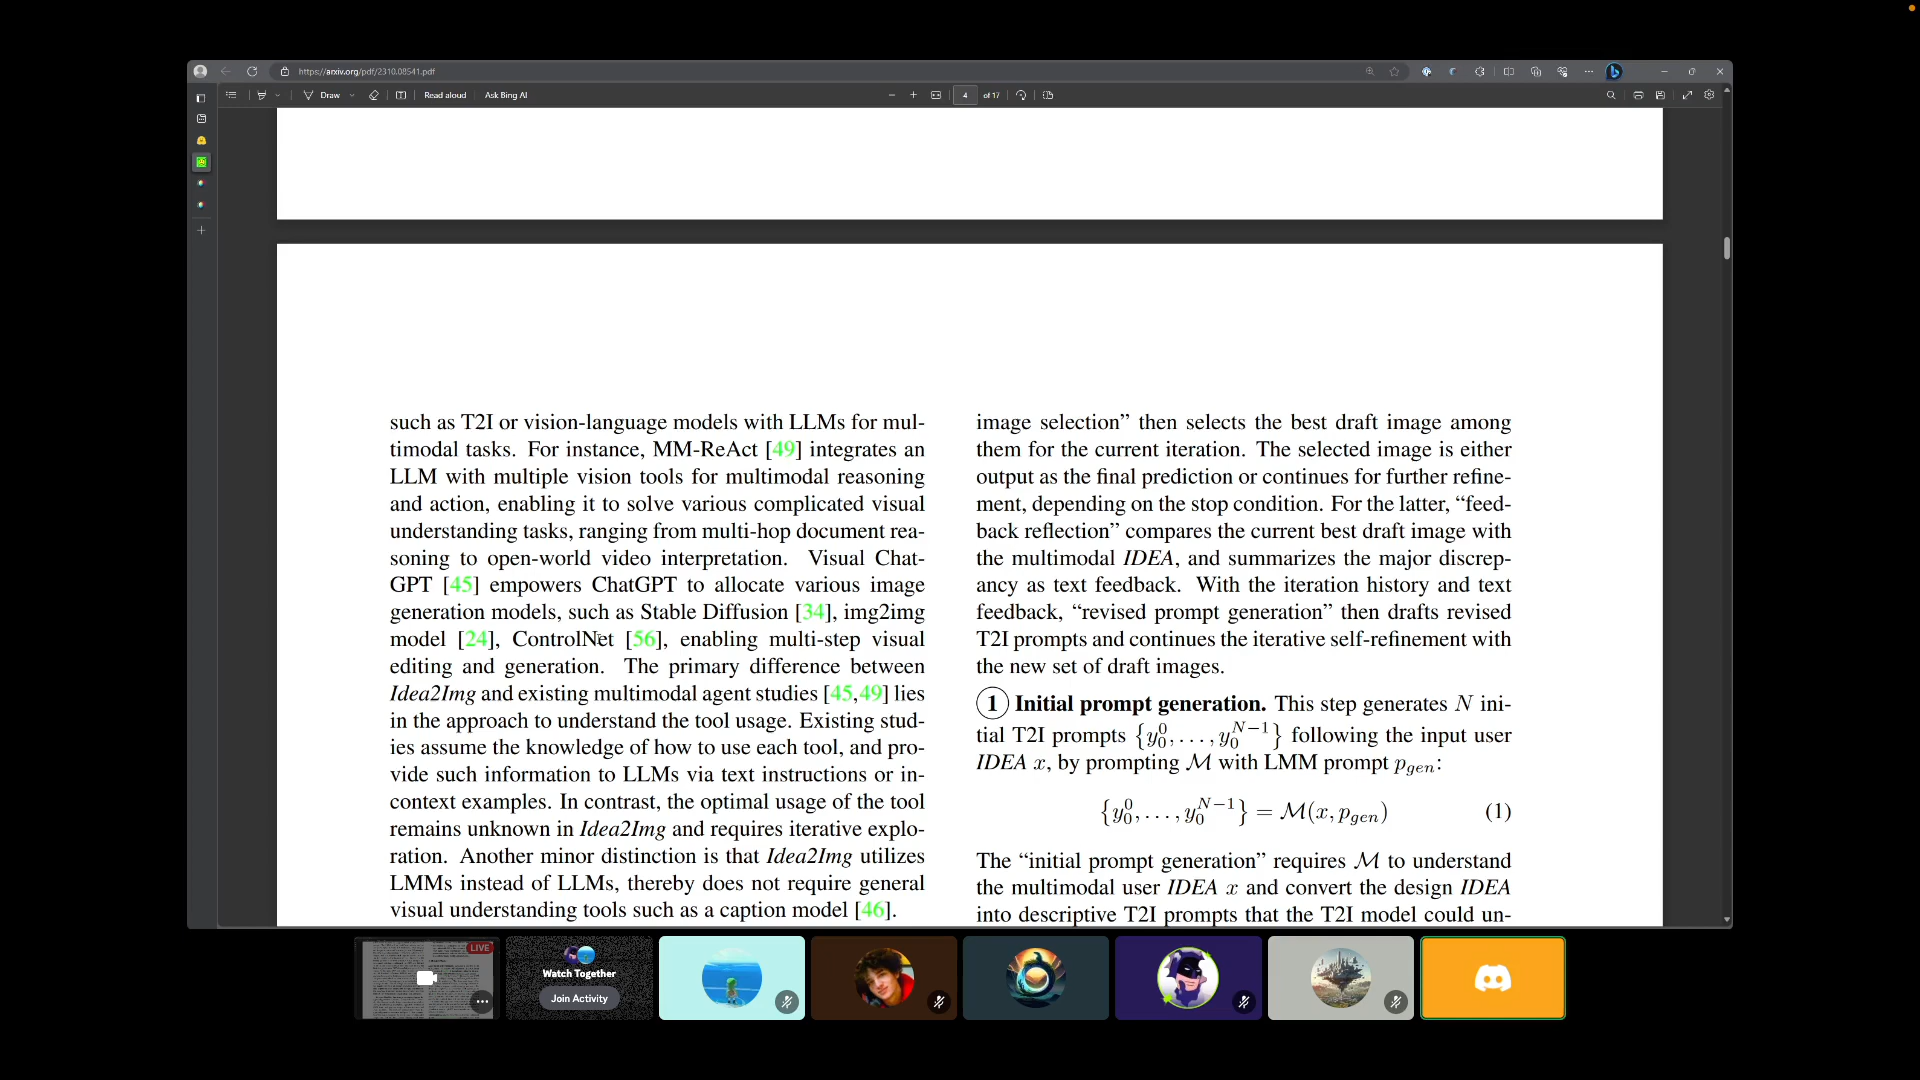 https://arxiv.org/pdf/2310.08541.pdf
Draw
Read aloud
Ask Bing AI
4
of 17
such as T2I or vision-language models with LLMs for mul-
timodal tasks. For instance, MM-ReAct [49] integrates an
LLM with multiple vision tools for multimodal reasoning
and action, enabling it to solve various complicated visual
understanding tasks, ranging from multi-hop document rea-
soning to open-world video interpretation. Visual Chat-
GPT [45] empowers ChatGPT to allocate various image
generation models, such as Stable Diffusion [34], img2img
model [24], ControlNet [56], enabling multi-step visual
editing and generation. The primary difference between
Idea2Img and existing multimodal agent studies [45,49] lies
in the approach to understand the tool usage. Existing stud-
ies assume the knowledge of how to use each tool, and pro-
vide such information to LLMs via text instructions or in-
context examples. In contrast, the optimal usage of the tool
remains unknown in Idea2Img and requires iterative explo-
ration. Another minor distinction is that Idea2Img utilizes
LMMs instead of LLMs, thereby does not require general
visual understanding tools such as a caption model [46].
image selection” then selects the best draft image among
them for the current iteration. The selected image is either
output as the final prediction or continues for further refine-
ment, depending on the stop condition. For the latter, “feed-
back reflection” compares the current best draft image with
the multimodal IDEA, and summarizes the major discrep-
ancy as text feedback. With the iteration history and text
feedback, “revised prompt generation” then drafts revised
T2I prompts and continues the iterative self-refinement with
the new set of draft images.
① Initial prompt generation. This step generates N ini-
tial T2I prompts {y_0^0, . . . , y_0^{N−1}} following the input user
IDEA x, by prompting ℳ with LMM prompt p_{gen}:
{y_0^0, . . . , y_0^{N−1}} = ℳ(x, p_{gen}) (1)
The “initial prompt generation” requires ℳ to understand
the multimodal user IDEA x and convert the design IDEA
into descriptive T2I prompts that the T2I model could un-
LIVE
Watch Together
Join Activity